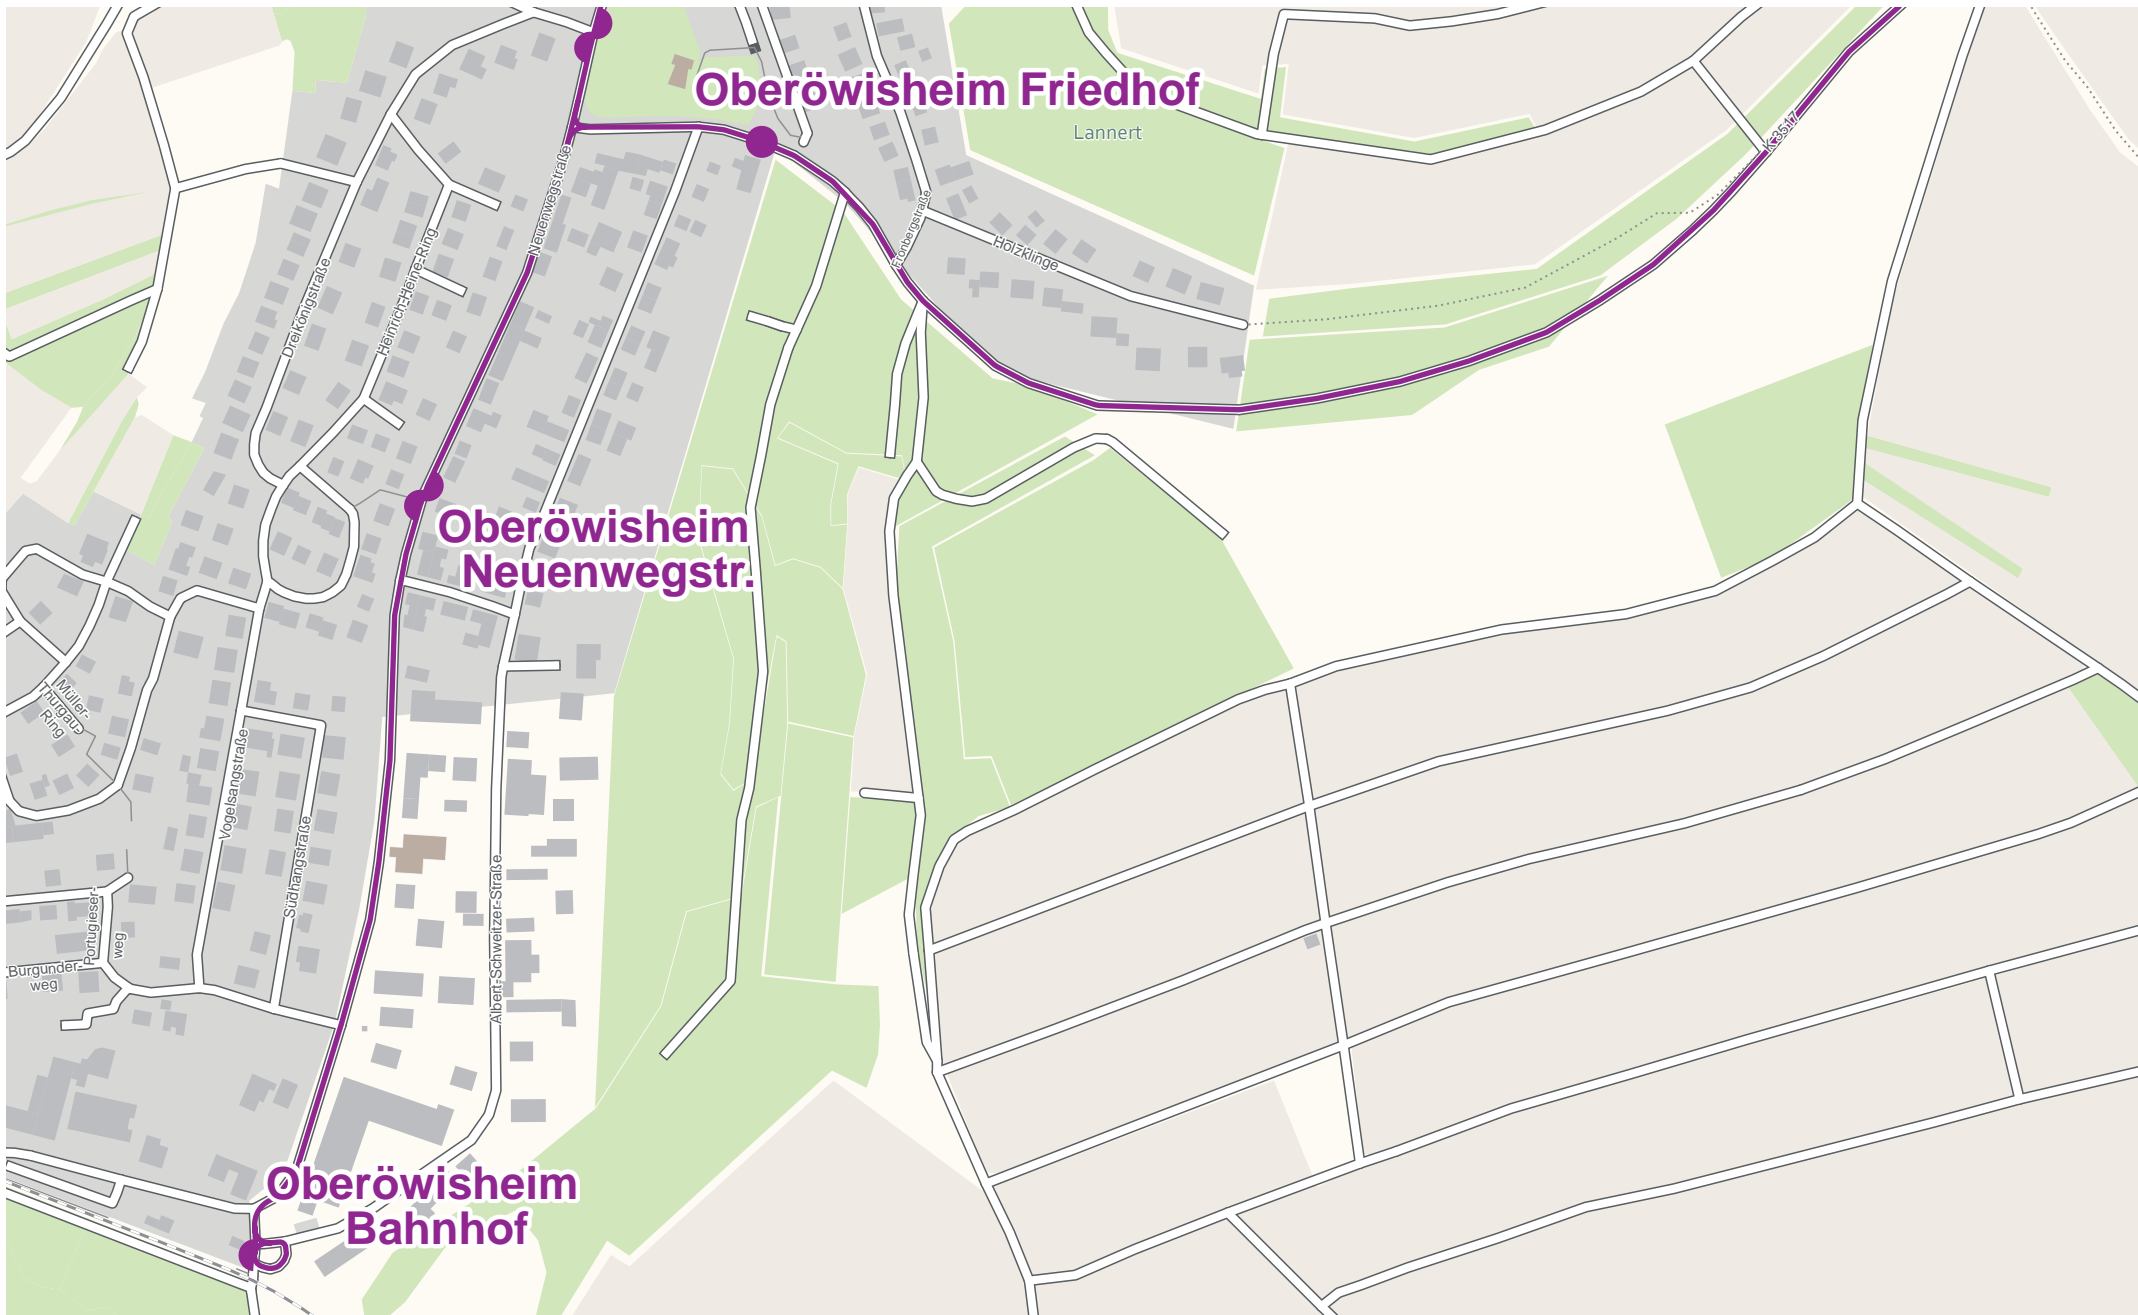 Oberöwisheim Friedhof
Lannert
K 3517
Neuenwegstraße
Fronbergstraße
Holzklinge
Dreikönigstraße
Heinrich-Heine-Ring
Oberöwisheim
Neuenwegstr.
Müller-
Thurgau-
Ring
Vogelsangstraße
Südhangstraße
Albert-Schweitzer-Straße
Portugieser-
weg
Burgunder-
weg
Oberöwisheim
Bahnhof